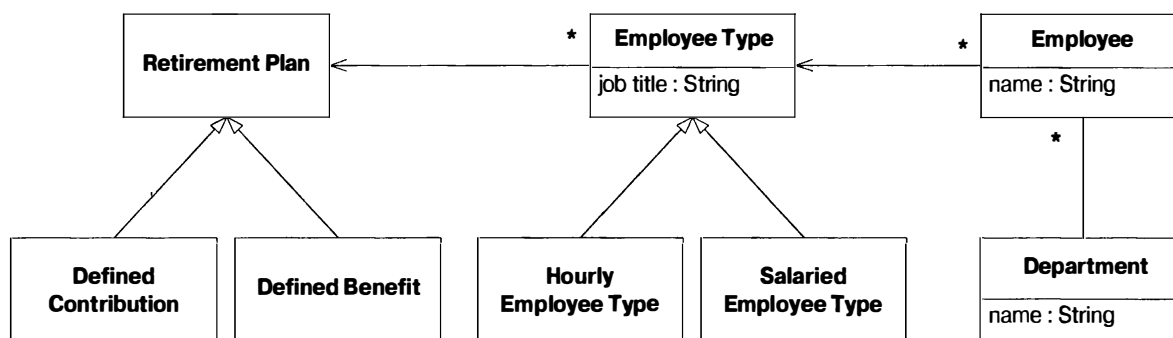 Retirement Plan
*
Employee Type
job title : String
*
Employee
name : String
*
Defined
Contribution
Defined Benefit
Hourly
Employee Type
Salaried
Employee Type
Department
name : String